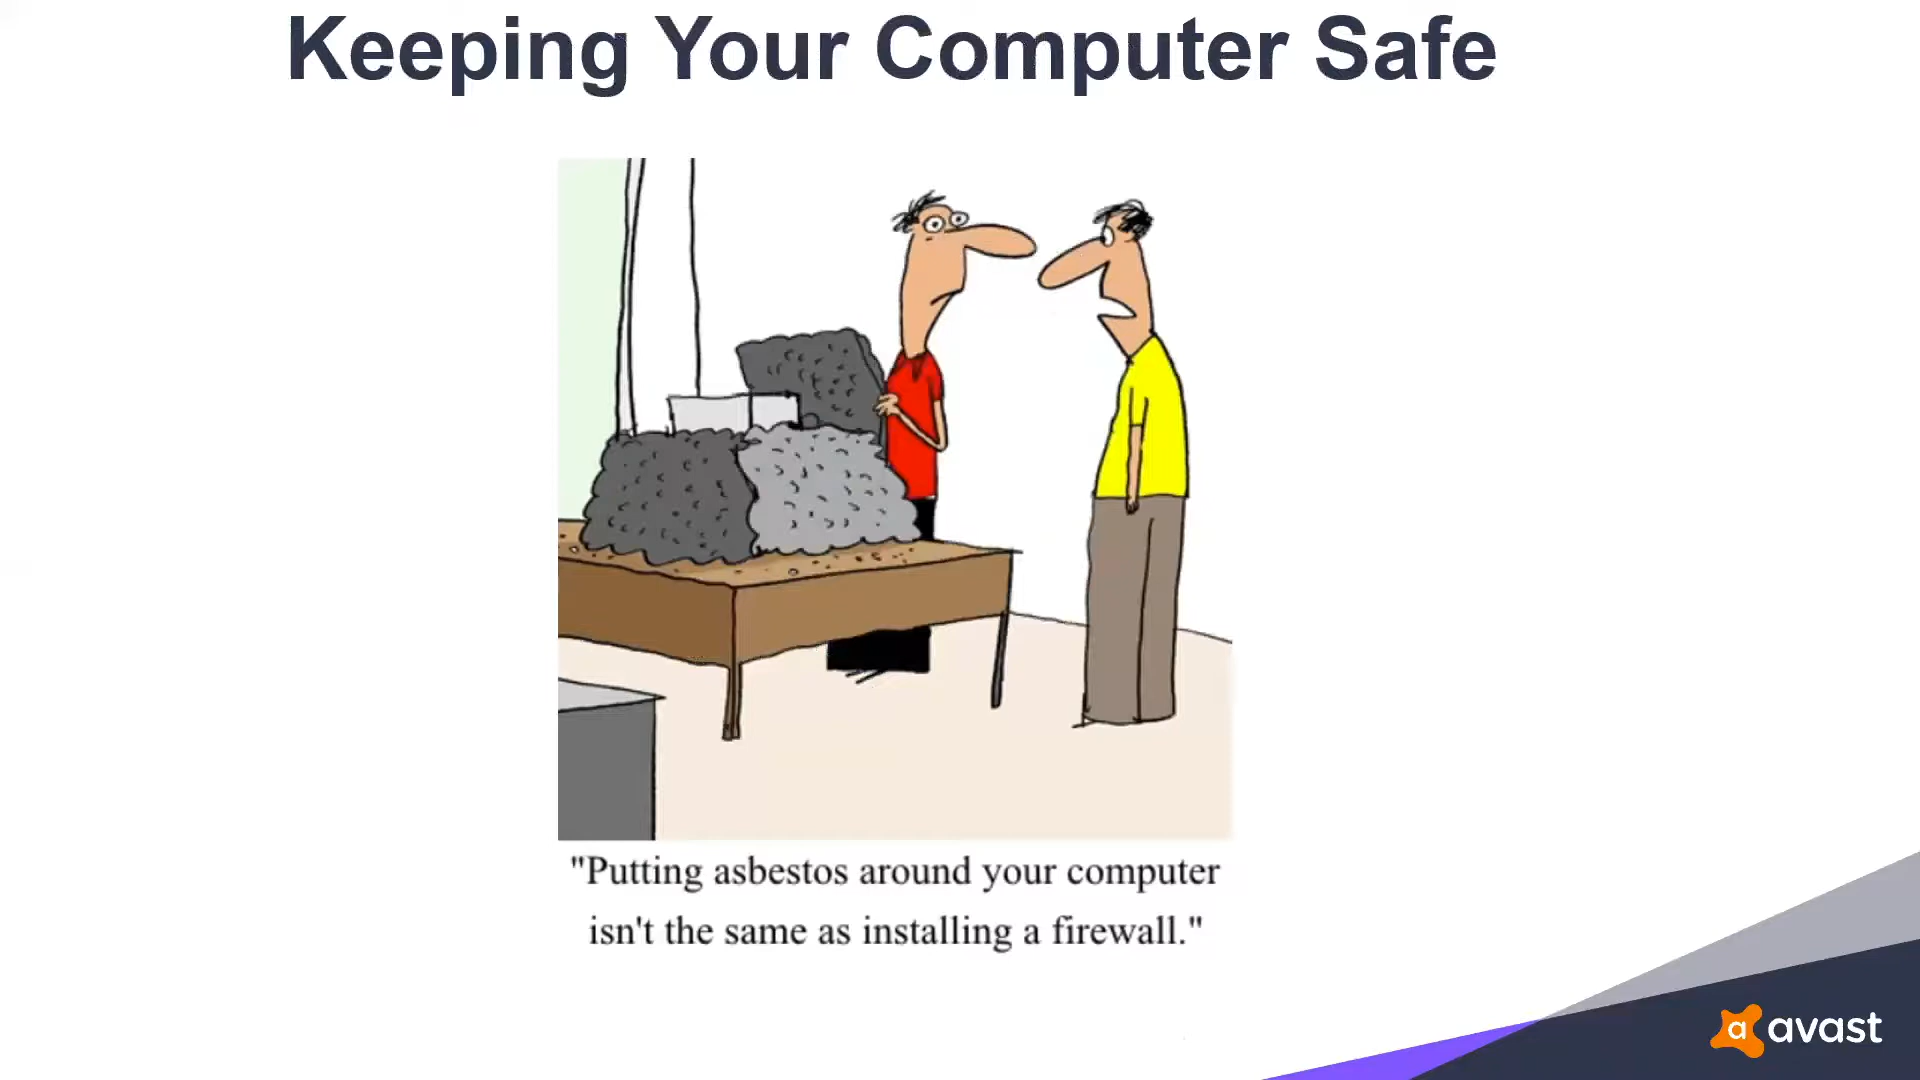 Keeping Your Computer Safe
"Putting asbestos around your computer
isn't the same as installing a firewall."
a avast